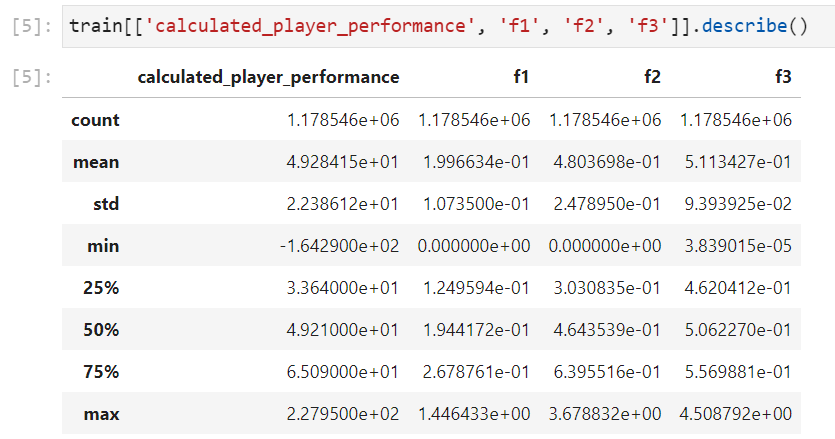 [5]: train[['calculated_player_performance', 'f1', 'f2', 'f3']].describe()
[5]: calculated_player_performance f1 f2 f3
count 1.178546e+06 1.178546e+06 1.178546e+06 1.178546e+06
mean 4.928415e+01 1.996634e-01 4.803698e-01 5.113427e-01
std 2.238612e+01 1.073500e-01 2.478950e-01 9.393925e-02
min -1.642900e+02 0.000000e+00 0.000000e+00 3.839015e-05
25% 3.364000e+01 1.249594e-01 3.030835e-01 4.620412e-01
50% 4.921000e+01 1.944172e-01 4.643539e-01 5.062270e-01
75% 6.509000e+01 2.678761e-01 6.395516e-01 5.569881e-01
max 2.279500e+02 1.446433e+00 3.678832e+00 4.508792e+00